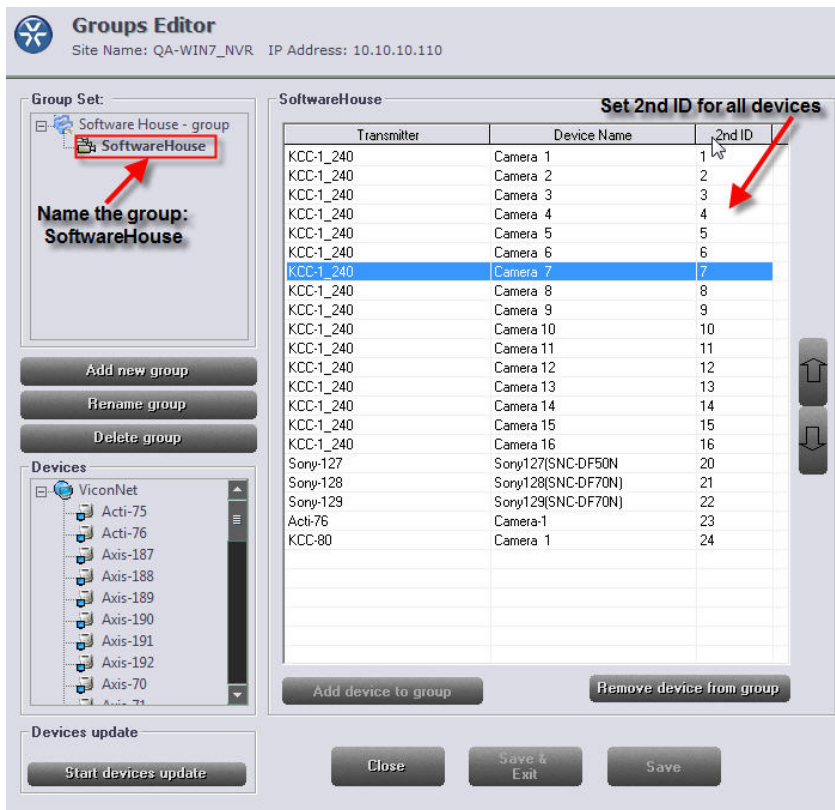 Groups Editor
Site Name: QA-WIN7_NVR IP Address: 10.10.10.110
Group Set:
Software House - group
SoftwareHouse
Name the group:
SoftwareHouse
Add new group
Rename group
Delete group
Devices
ViconNet
Acti-75
Acti-76
Axis-187
Axis-188
Axis-189
Axis-190
Axis-191
Axis-192
Axis-70
Axis-71
Devices update
Start devices update
SoftwareHouse
Set 2nd ID for all devices
Transmitter Device Name 2nd ID
KCC-1_240 Camera 1 1
KCC-1_240 Camera 2 2
KCC-1_240 Camera 3 3
KCC-1_240 Camera 4 4
KCC-1_240 Camera 5 5
KCC-1_240 Camera 6 6
KCC-1_240 Camera 7 7
KCC-1_240 Camera 8 8
KCC-1_240 Camera 9 9
KCC-1_240 Camera 10 10
KCC-1_240 Camera 11 11
KCC-1_240 Camera 12 12
KCC-1_240 Camera 13 13
KCC-1_240 Camera 14 14
KCC-1_240 Camera 15 15
KCC-1_240 Camera 16 16
Sony-127 Sony127(SNC-DF50N 20
Sony-128 Sony128(SNC-DF70N) 21
Sony-129 Sony129(SNC-DF70N) 22
Acti-76 Camera-1 23
KCC-80 Camera 1 24
Add device to group
Remove device from group
Close
Save &
Exit
Save